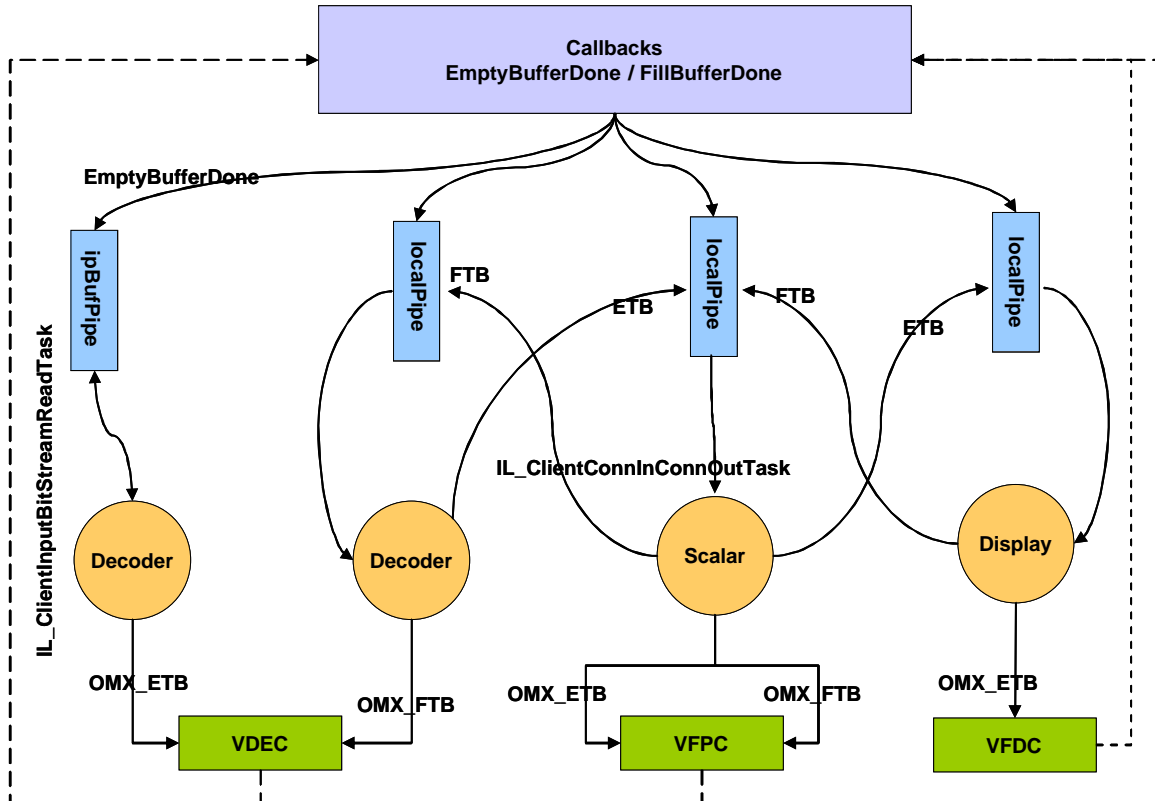 Callbacks
EmptyBufferDone / FillBufferDone
EmptyBufferDone
ipBufPipe
localPipe
FTB
ETB
localPipe
FTB
ETB
localPipe
IL_ClientInputBitStreamReadTask
IL_ClientConnInConnOutTask
Decoder
Decoder
Scalar
Display
OMX_ETB
OMX_FTB
OMX_ETB
OMX_FTB
OMX_ETB
VDEC
VFPC
VFDC